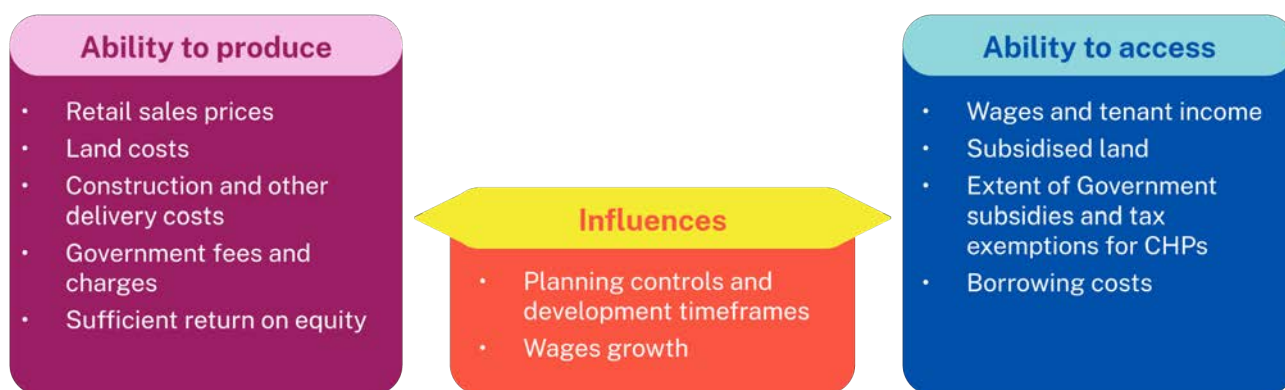 Ability to produce
• Retail sales prices
• Land costs
• Construction and other
delivery costs
• Government fees and
charges
• Sufficient return on equity
Influences
• Planning controls and
development timeframes
• Wages growth
Ability to access
• Wages and tenant income
• Subsidised land
• Extent of Government
subsidies and tax
exemptions for CHPs
• Borrowing costs